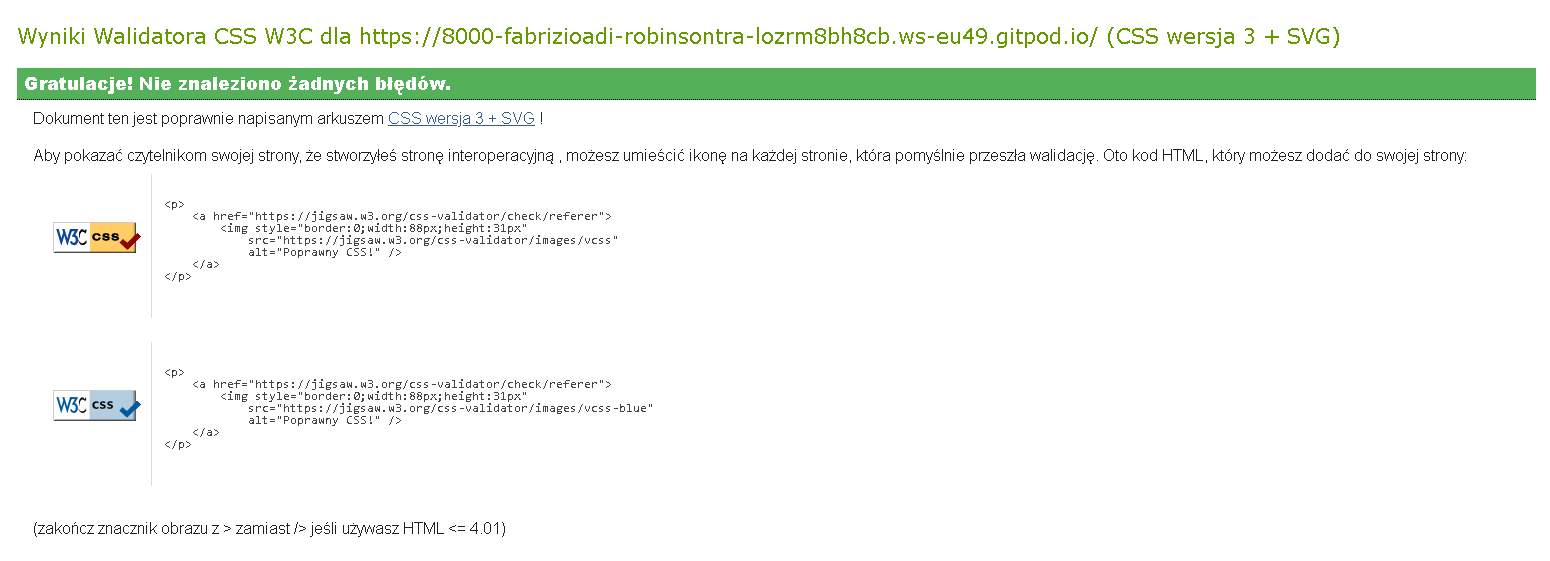 Wyniki Walidatora CSS W3C dla https://8000-fabrizioadi-robinsontra-lozrm8bh8cb.ws-eu49.gitpod.io/ (CSS wersja 3 + SVG)
Gratulacje! Nie znaleziono żadnych błędów.
Dokument ten jest poprawnie napisanym arkuszem CSS wersja 3 + SVG !
Aby pokazać czytelnikom swojej strony, że stworzyłeś stronę interoperacyjną , możesz umieścić ikonę na każdej stronie, która pomyślnie przeszła walidację. Oto kod HTML, który możesz dodać do swojej strony:
W3C css
<p>
<a href="https://jigsaw.w3.org/css-validator/check/referer">
<img style="border:0;width:88px;height:31px"
src="https://jigsaw.w3.org/css-validator/images/vcss"
alt="Poprawny CSS!" />
</a>
</p>
W3C css
<p>
<a href="https://jigsaw.w3.org/css-validator/check/referer">
<img style="border:0;width:88px;height:31px"
src="https://jigsaw.w3.org/css-validator/images/vcss-blue"
alt="Poprawny CSS!" />
</a>
</p>
(zakończ znacznik obrazu z > zamiast /> jeśli używasz HTML <= 4.01)